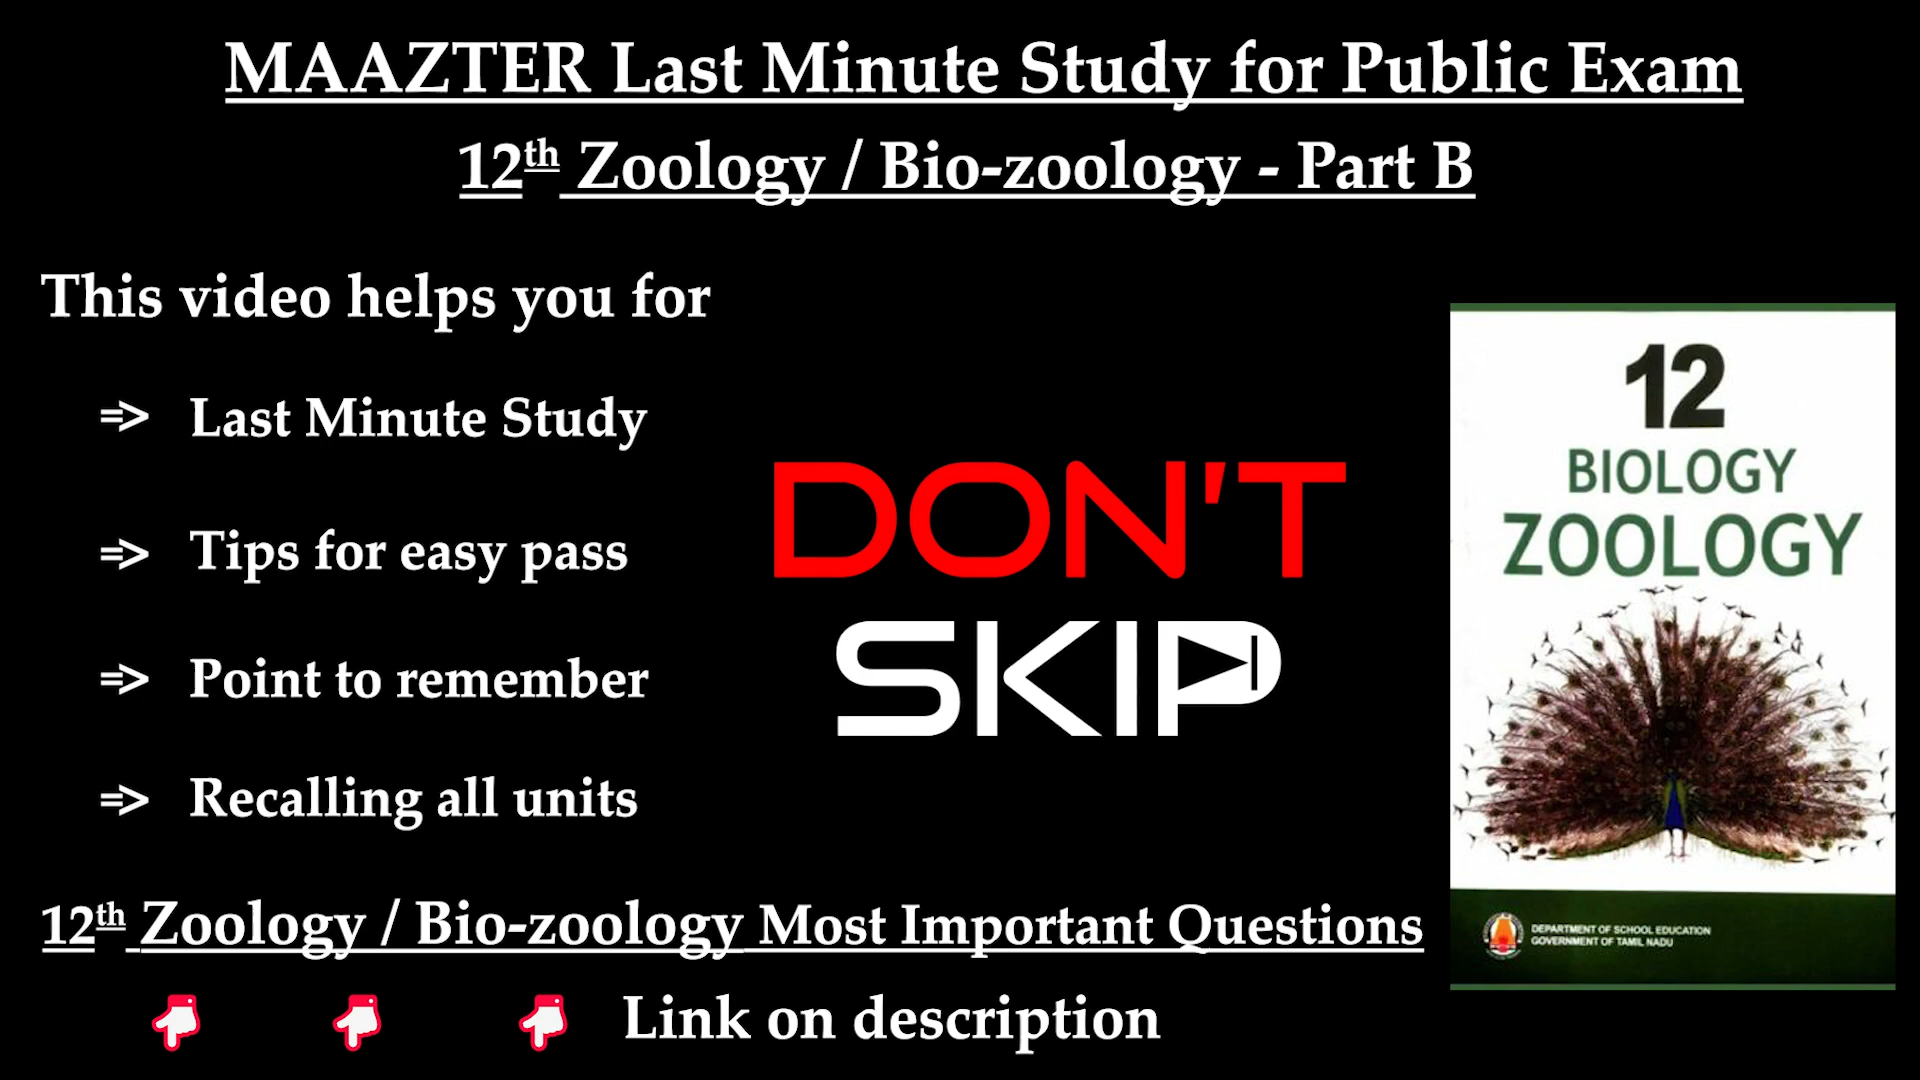 MAAZTER Last Minute Study for Public Exam
12th Zoology / Bio-zoology - Part B
This video helps you for
=> Last Minute Study
=> Tips for easy pass
=> Point to remember
=> Recalling all units
DON'T
SKIP
12
BIOLOGY
ZOOLOGY
DEPARTMENT OF SCHOOL EDUCATION
GOVERNMENT OF TAMIL NADU
12th Zoology / Bio-zoology Most Important Questions
Link on description